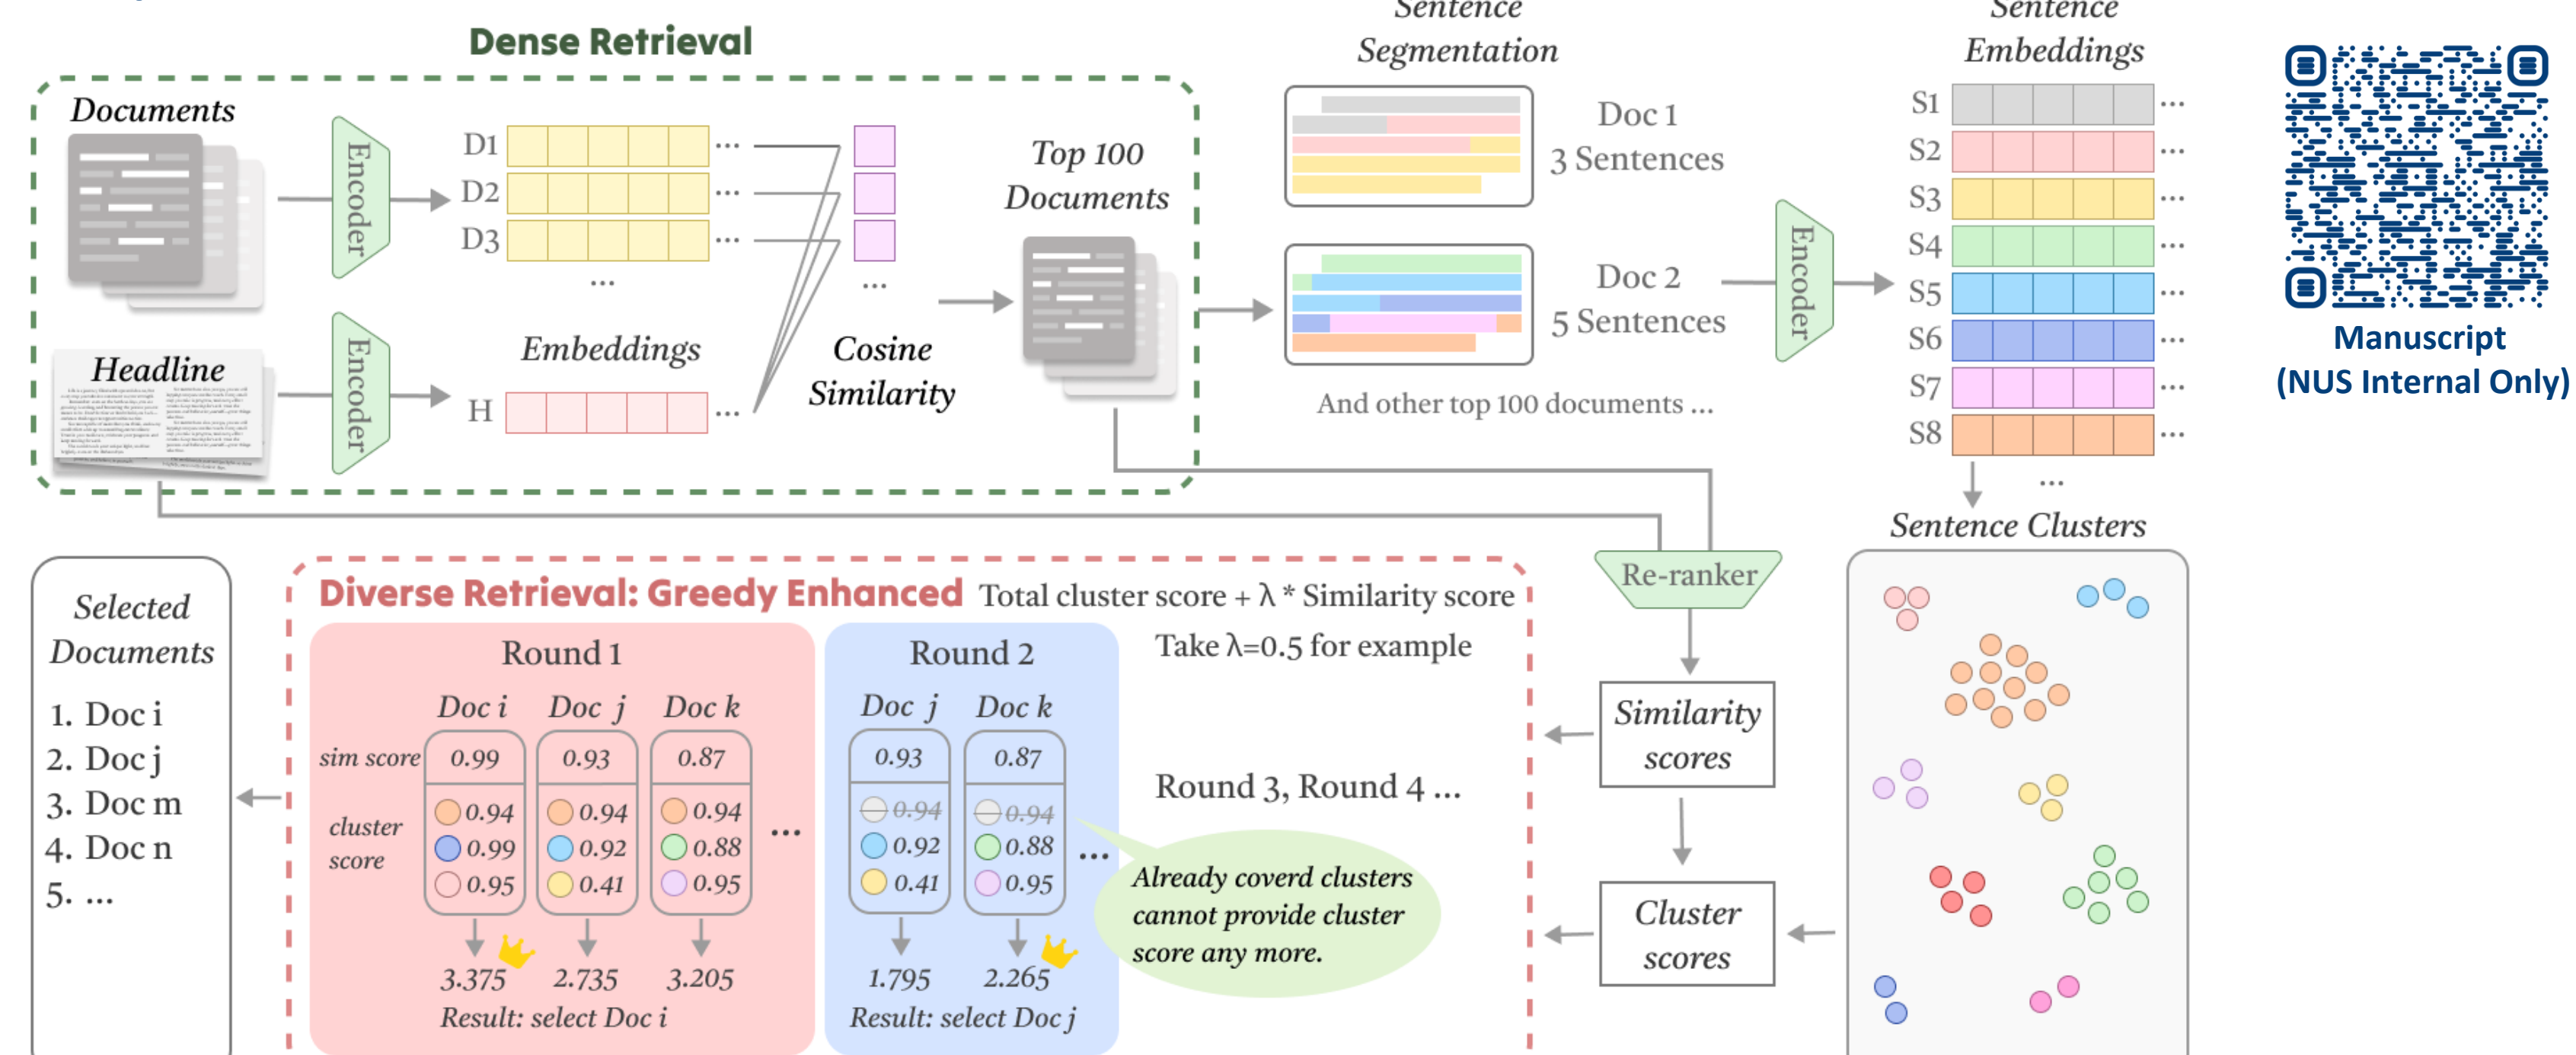 Dense Retrieval
Documents
Encoder
D1
...
D2
...
D3
...
...
...
Top 100
Documents
Headline
Encoder
Embeddings
H
...
Cosine
Similarity
Sentence
Segmentation
Doc 1
3 Sentences
Doc 2
5 Sentences
And other top 100 documents ...
Encoder
Sentence
Embeddings
S1
...
S2
...
S3
...
S4
...
S5
...
S6
...
S7
...
S8
...
...
Manuscript
(NUS Internal Only)
Sentence Clusters
Re-ranker
Similarity
scores
Cluster
scores
Selected
Documents
1. Doc i
2. Doc j
3. Doc m
4. Doc n
5. ...
Diverse Retrieval: Greedy Enhanced
Total cluster score + λ * Similarity score
Take λ=0.5 for example
Round 1
Doc i
Doc j
Doc k
sim score
0.99
0.93
0.87
cluster
score
0.94
0.94
0.94
0.99
0.92
0.88
0.95
0.41
0.95
...
3.375
2.735
3.205
Result: select Doc i
Round 2
Doc j
Doc k
0.93
0.87
0.94
0.94
0.92
0.88
0.41
0.95
...
1.795
2.265
Result: select Doc j
Round 3, Round 4 ...
Already coverd clusters
cannot provide cluster
score any more.